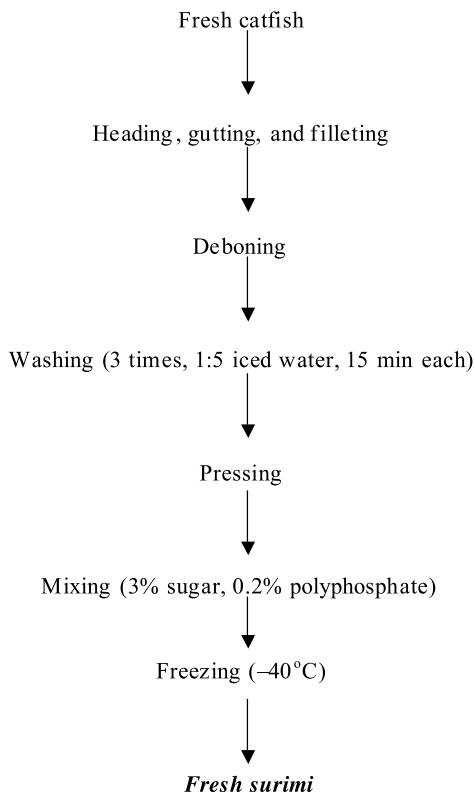 Fresh catfish
Heading, gutting, and filleting
Deboning
Washing (3 times, 1:5 iced water, 15 min each)
Pressing
Mixing (3% sugar, 0.2% polyphosphate)
Freezing (–40°C)
Fresh surimi